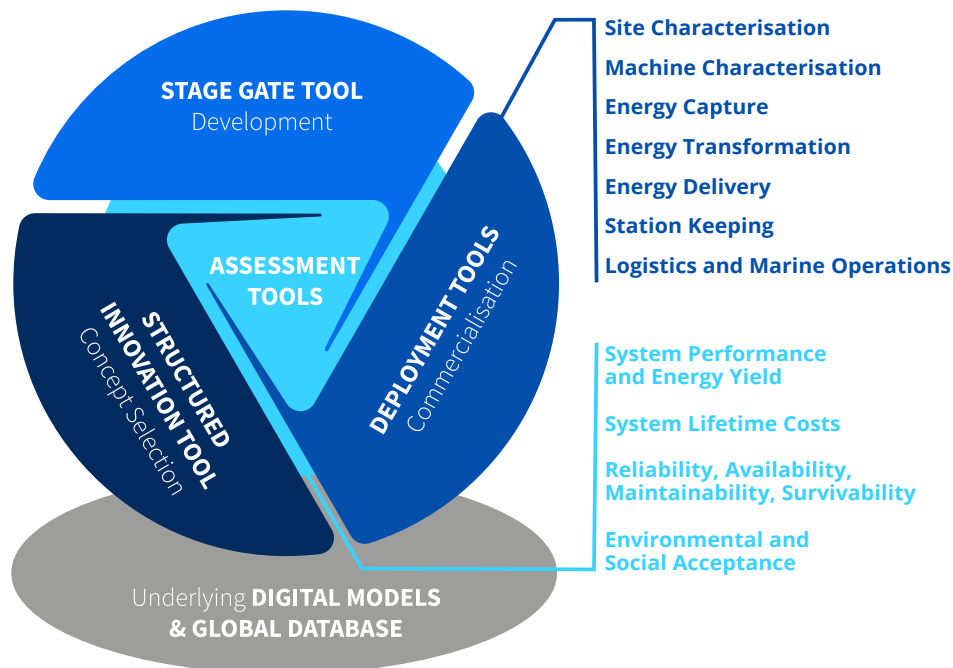 STAGE GATE TOOL
Development
ASSESSMENT
TOOLS
STRUCTURED
INNOVATION TOOL
Concept Selection
DEPLOYMENT TOOLS
Commercialisation
Underlying DIGITAL MODELS
& GLOBAL DATABASE
Site Characterisation
Machine Characterisation
Energy Capture
Energy Transformation
Energy Delivery
Station Keeping
Logistics and Marine Operations
System Performance
and Energy Yield
System Lifetime Costs
Reliability, Availability,
Maintainability, Survivability
Environmental and
Social Acceptance